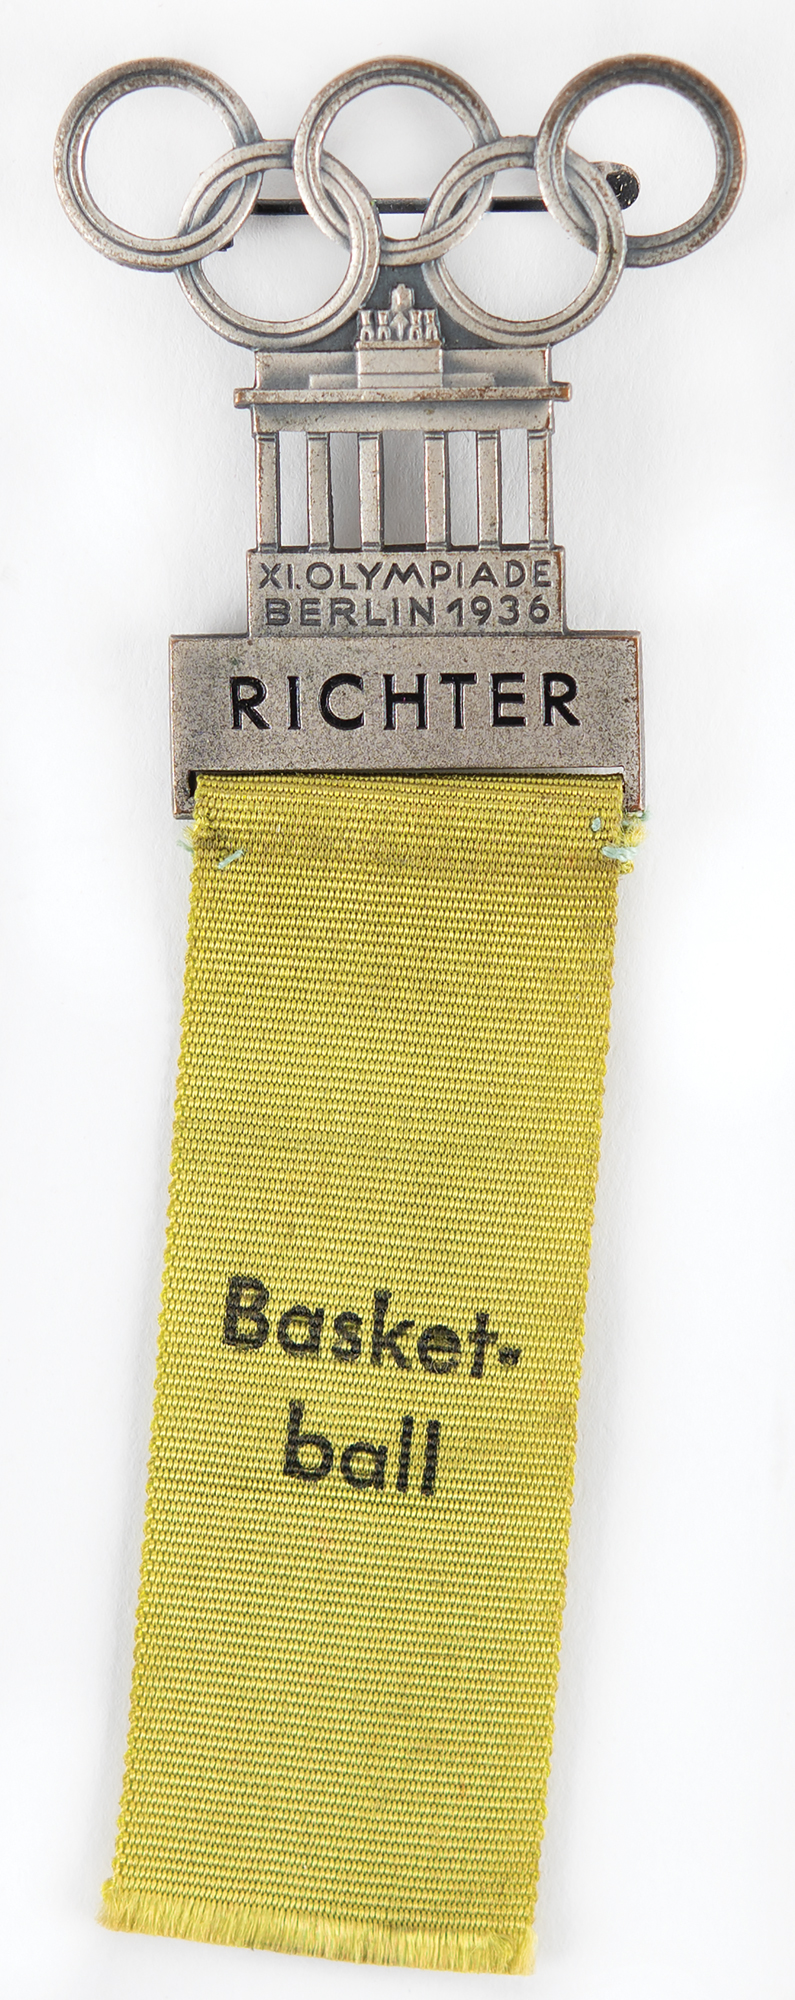 XI. OLYMPIADE
BERLIN 1936
RICHTER
Basket-
ball